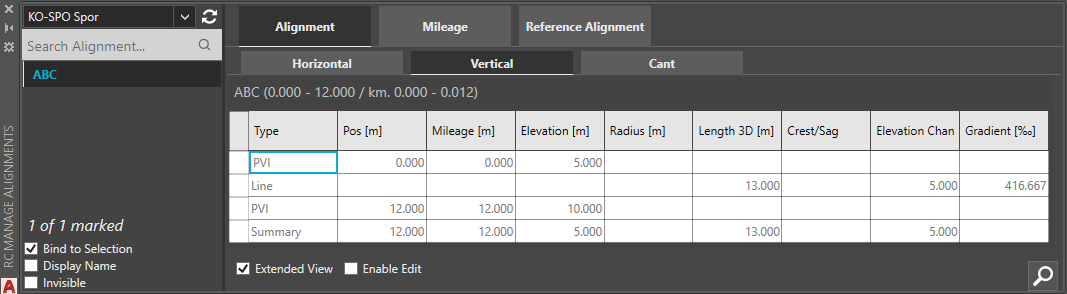 KO-SPO Spor
Search Alignment...
ABC
1 of 1 marked
Bind to Selection
Display Name
Invisible
RC MANAGE ALIGNMENTS
Alignment Mileage Reference Alignment
Horizontal Vertical Cant
ABC (0.000 - 12.000 / km. 0.000 - 0.012)
Type Pos [m] Mileage [m] Elevation [m] Radius [m] Length 3D [m] Crest/Sag Elevation Chan Gradient [‰]
PVI 0.000 0.000 5.000
Line 13.000 5.000 416.667
PVI 12.000 12.000 10.000
Summary 12.000 12.000 5.000 13.000 5.000
Extended View Enable Edit